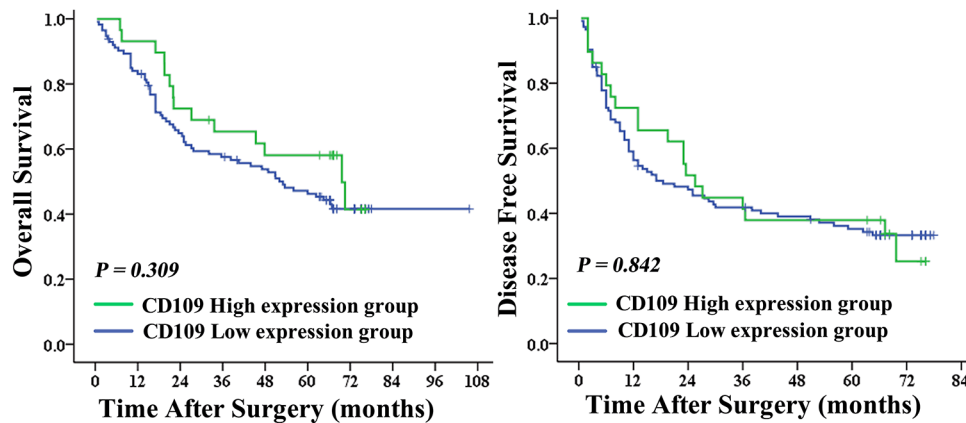 Overall Survival
1.0
0.8
0.6
0.4
0.2
0.0
P = 0.309
CD109 High expression group
CD109 Low expression group
0 12 24 36 48 60 72 84 96 108
Time After Surgery (months)
Disease Free Survival
1.0
0.8
0.6
0.4
0.2
0.0
P = 0.842
CD109 High expression group
CD109 Low expression group
0 12 24 36 48 60 72 84
Time After Surgery (months)